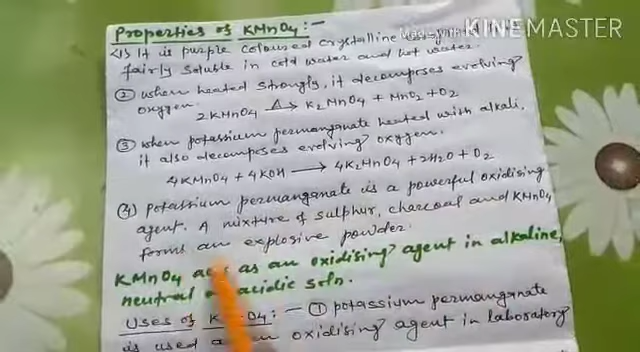 Made With KINEMASTER
Properties of KMnO4:-
<1> It is purple coloured crystalline
fairly soluble in cold water and hot water.
② when heated strongly, it decomposes evolving
oxygen.
2KMnO4 △→ K2MnO4 + MnO2 + O2
③ when potassium permanganate heated with alkali,
it also decomposes evolving oxygen.
4KMnO4 + 4KOH → 4K2MnO4 + 2H2O + O2
(4) potassium permanganate is a powerful oxidising
agent. A mixture of sulphur, charcoal and KMnO4
forms an explosive powder.
KMnO4 acts as an oxidising agent in alkaline,
neutral acidic soln.
Uses of KMnO4:- ① potassium permanganate
is used an oxidising agent in laboratory